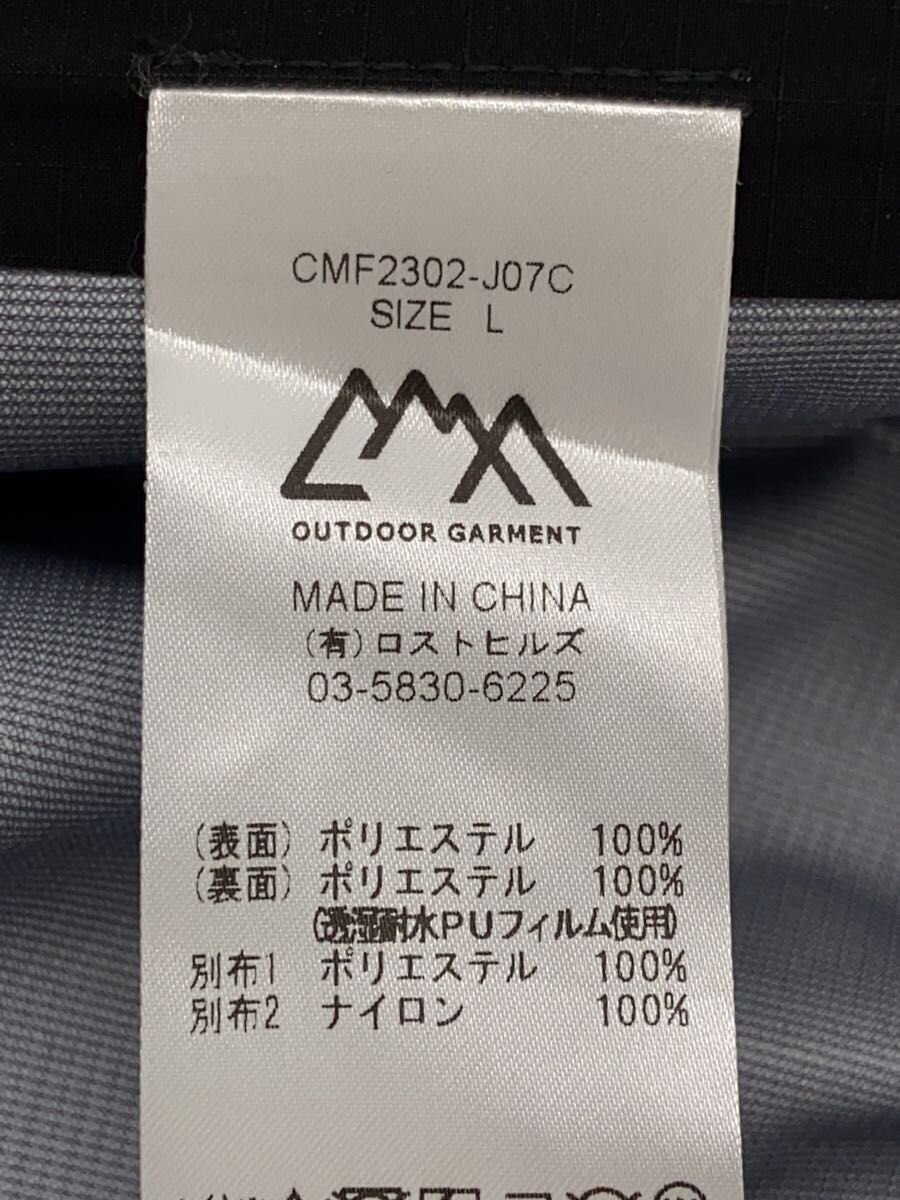 CMF2302-J07C
SIZE L
OUTDOOR GARMENT
MADE IN CHINA
(有)ロストヒルズ
03-5830-6225
(表面) ポリエステル 100%
(裏面) ポリエステル 100%
(透湿耐水PUフィルム使用)
別布1 ポリエステル 100%
別布2 ナイロン 100%